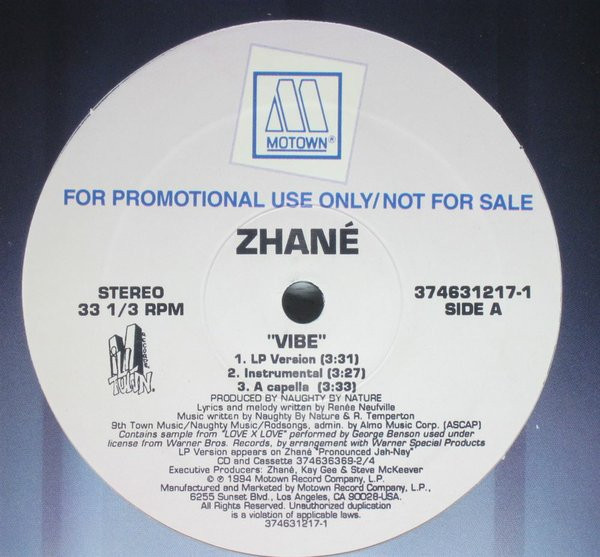 MOTOWN®
FOR PROMOTIONAL USE ONLY/NOT FOR SALE
ZHANÉ
STEREO
33 1/3 RPM
374631217-1
SIDE A
ill
TOWN
"VIBE"
1. LP Version (3:31)
2. Instrumental (3:27)
3. A capella (3:33)
PRODUCED BY NAUGHTY BY NATURE
Lyrics and melody written by Renée Neufville
Music written by Naughty By Nature & R. Temperton
9th Town Music/Naughty Music/Rodsongs, admin. by Almo Music Corp. (ASCAP)
Contains sample from "LOVE X LOVE" performed by George Benson used under
license from Warner Bros. Records, by arrangement with Warner Special Products
LP Version appears on Zhané "Pronounced Jah-Nay"
CD and Cassette 374636369-2/4
Executive Producers: Zhané, Kay Gee & Steve McKeever
© ℗ 1994 Motown Record Company, L.P.
Manufactured and Marketed by Motown Record Company, L.P.,
6255 Sunset Blvd., Los Angeles, CA 90028-USA.
All Rights Reserved. Unauthorized duplication
is a violation of applicable laws.
374631217-1